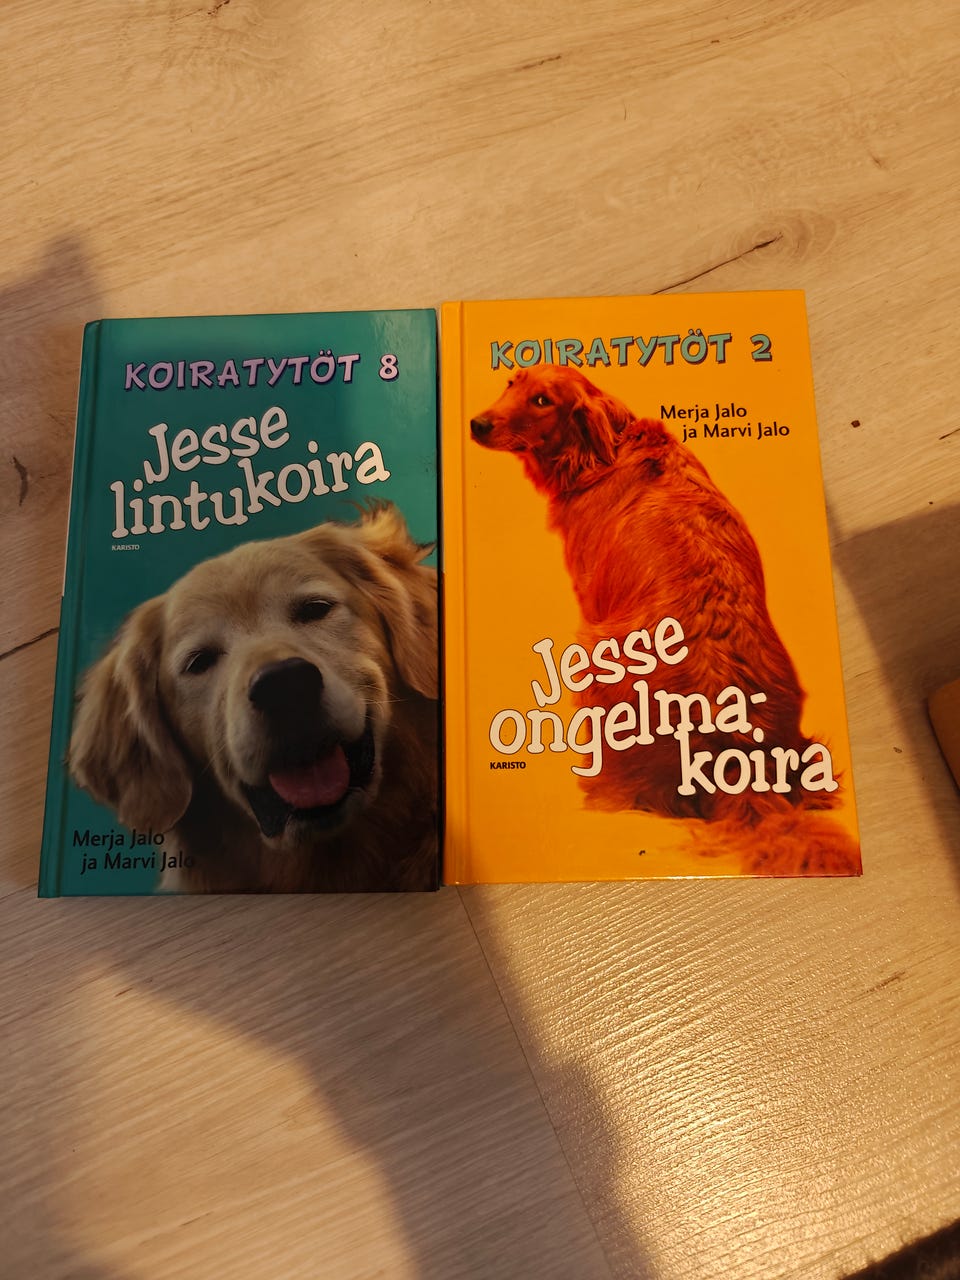 KOIRATYTÖT 8
Jesse
lintukoira
KARISTO
Merja Jalo
ja Marvi Jalo
KOIRATYTÖT 2
Merja Jalo
ja Marvi Jalo
Jesse
ongelma-
koira
KARISTO